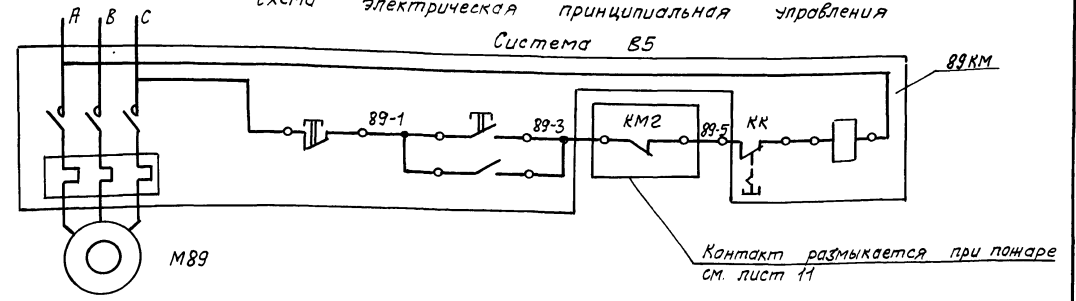 Схема электрическая принципиальная управления
Система В5
А В С
89КМ
89-1
89-3
КМ2
89-5
КК
М89
Контакт размыкается при пожаре
см. лист 11